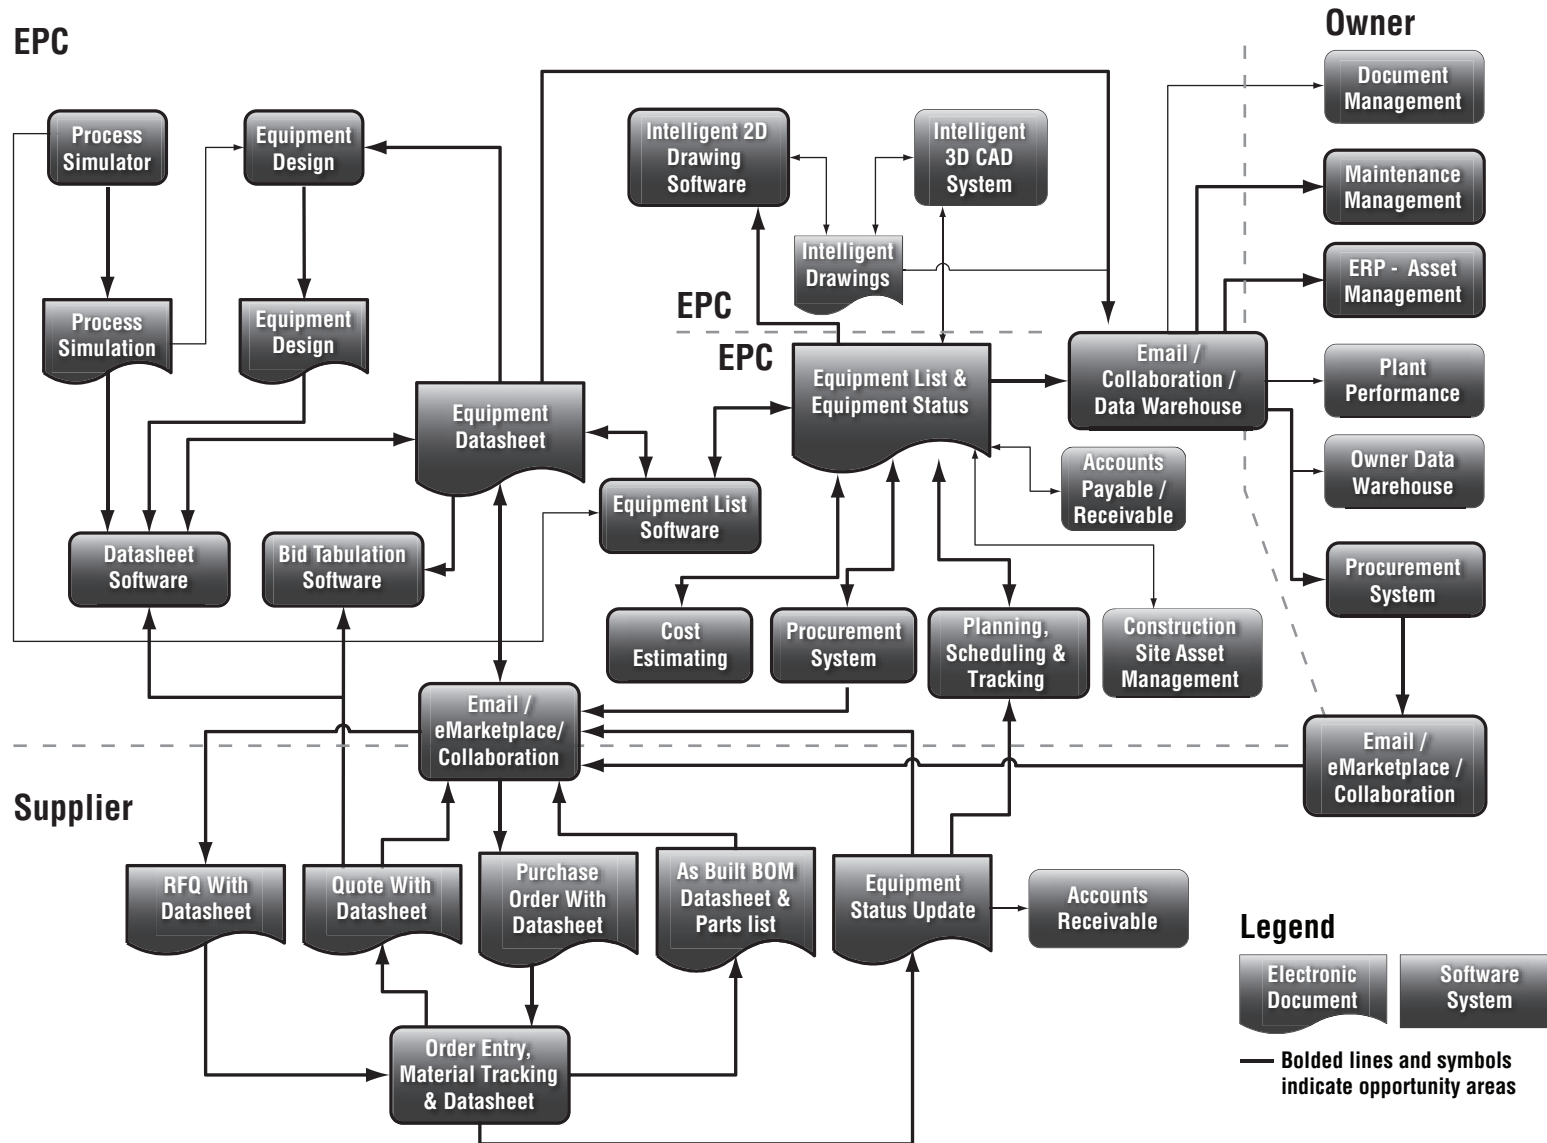 EPC
Owner
Process
Simulator
Equipment
Design
Intelligent 2D
Drawing
Software
Intelligent
3D CAD
System
Document
Management
Maintenance
Management
Intelligent
Drawings
ERP - Asset
Management
Process
Simulation
Equipment
Design
EPC
EPC
Equipment List &
Equipment Status
Email /
Collaboration /
Data Warehouse
Plant
Performance
Equipment
Datasheet
Accounts
Payable /
Receivable
Owner Data
Warehouse
Equipment List
Software
Datasheet
Software
Bid Tabulation
Software
Procurement
System
Cost
Estimating
Procurement
System
Planning,
Scheduling &
Tracking
Construction
Site Asset
Management
Email /
eMarketplace/
Collaboration
Email /
eMarketplace /
Collaboration
Supplier
RFQ With
Datasheet
Quote With
Datasheet
Purchase
Order With
Datasheet
As Built BOM
Datasheet &
Parts list
Equipment
Status Update
Accounts
Receivable
Order Entry,
Material Tracking
& Datasheet
Legend
Electronic
Document
Software
System
Bolded lines and symbols
indicate opportunity areas